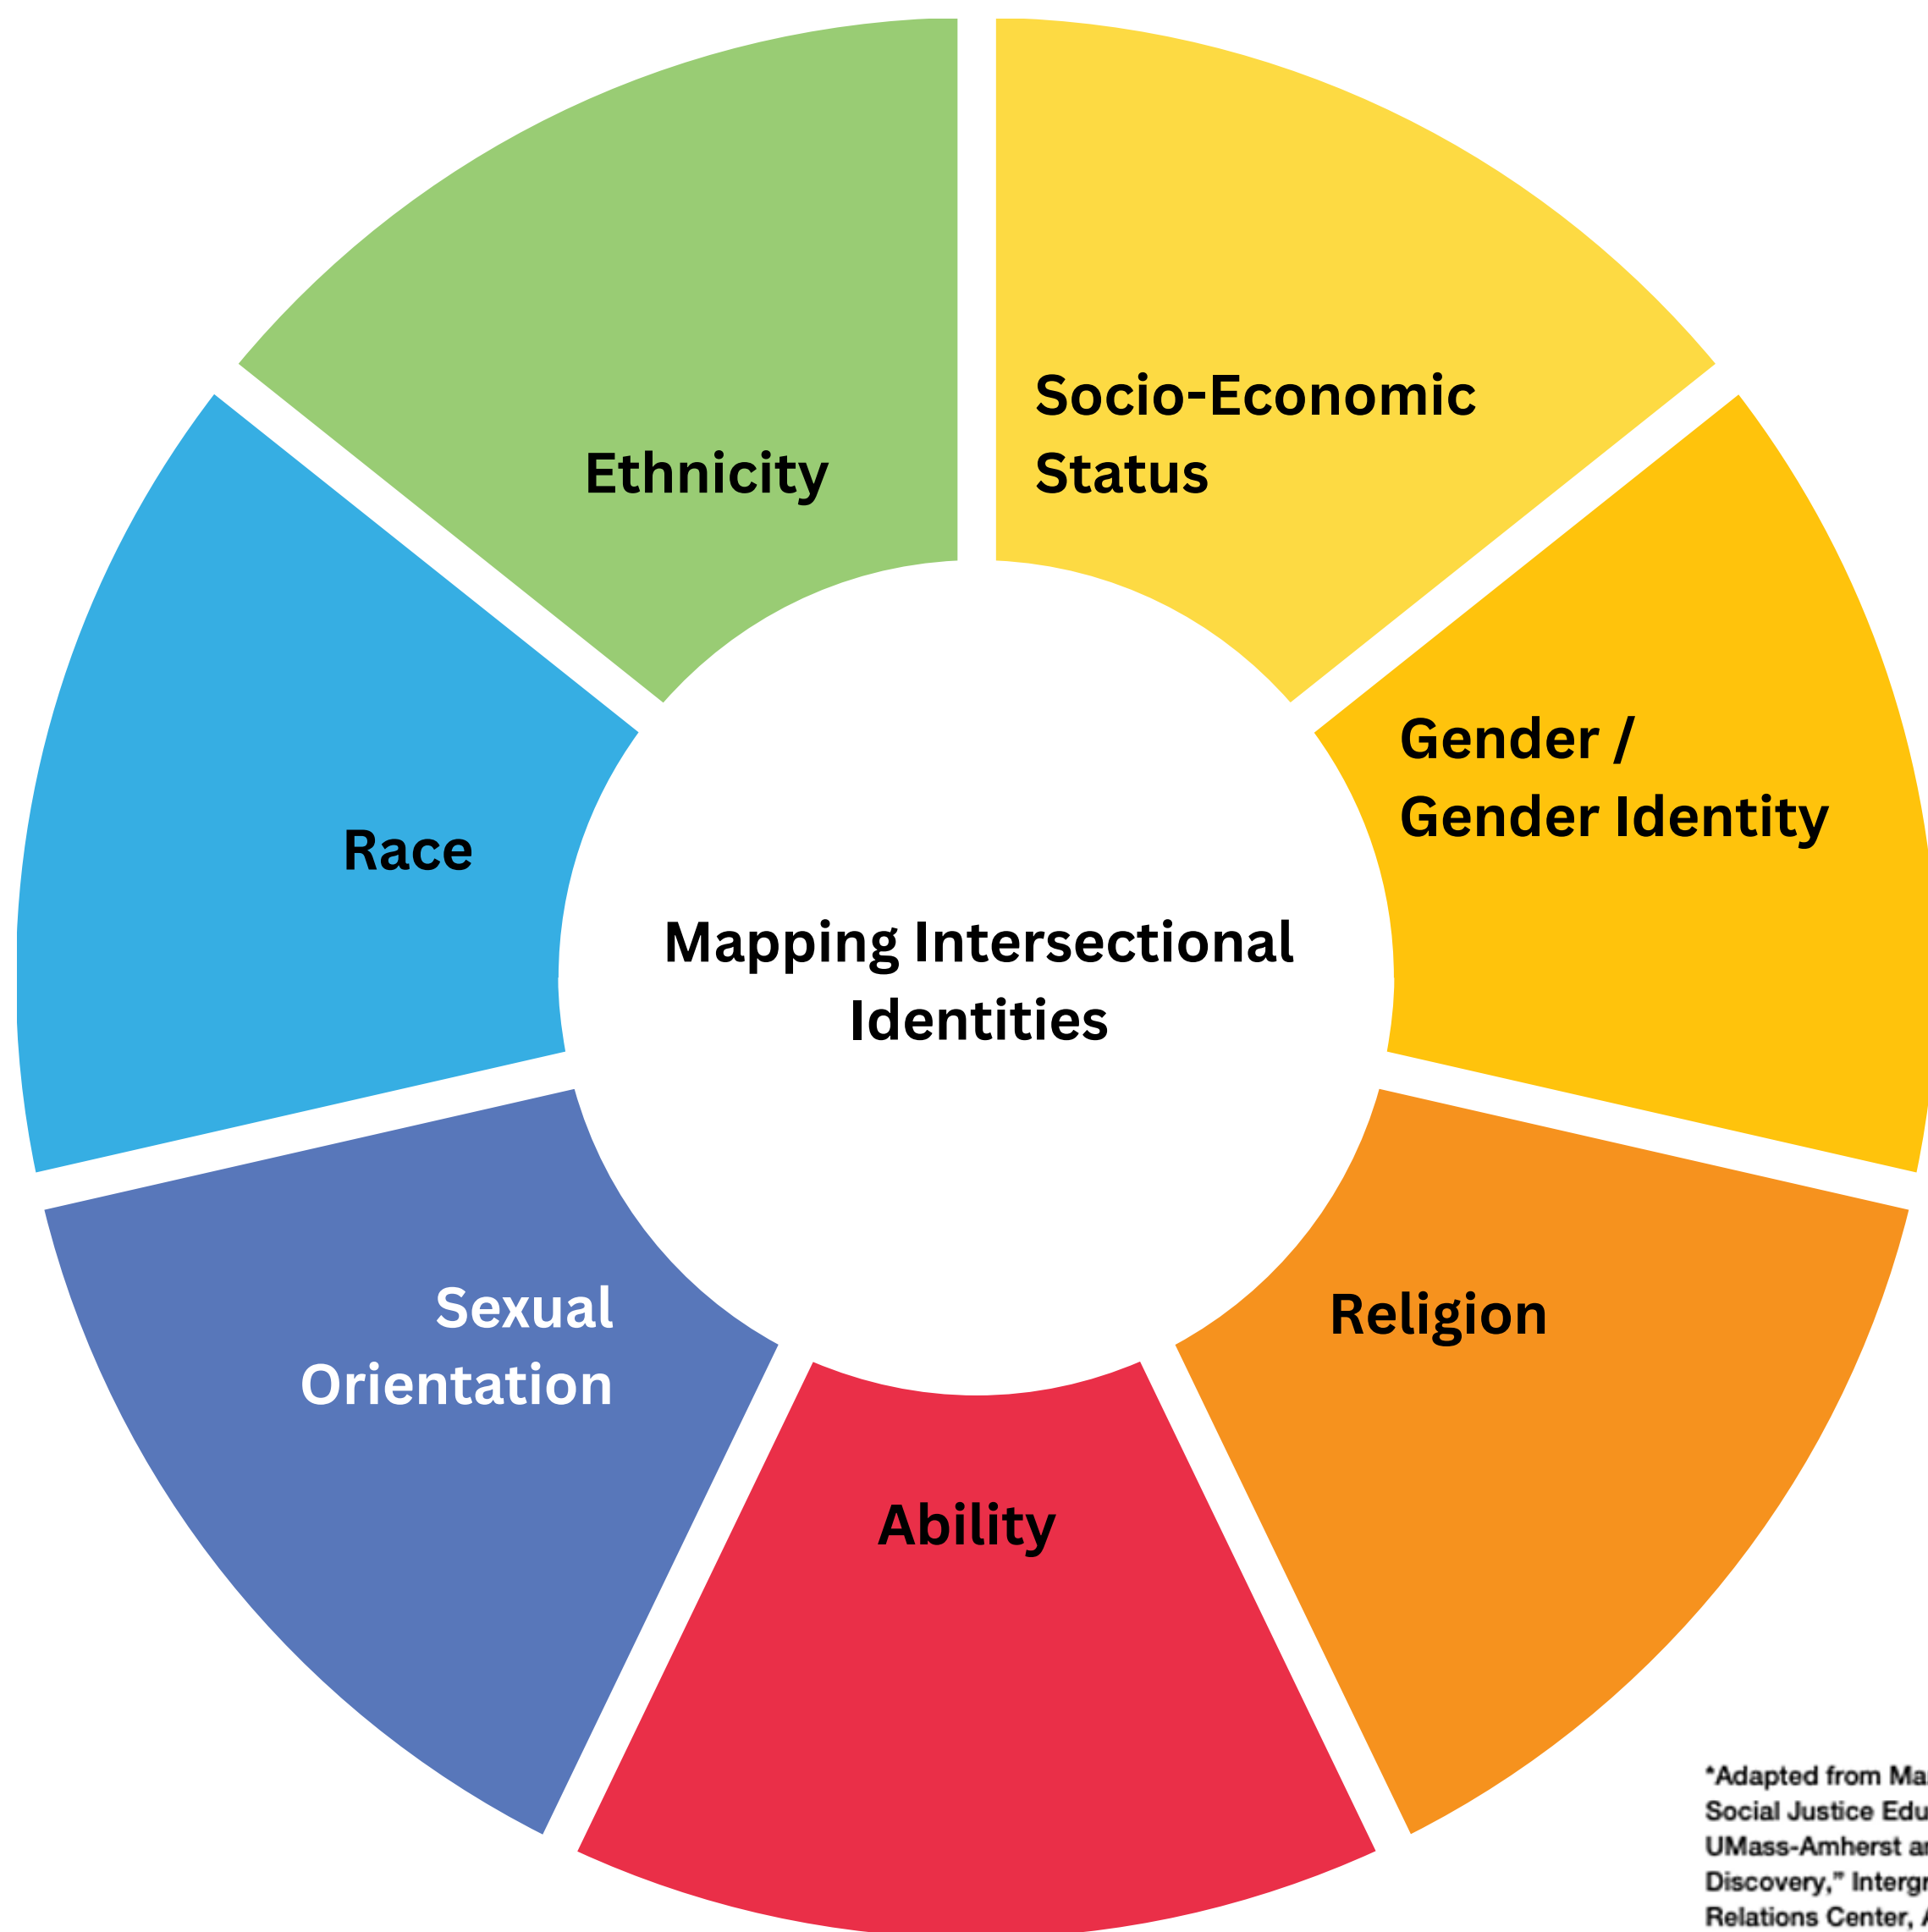 Ethnicity
Socio-Economic
Status
Gender /
Gender Identity
Race
Mapping Intersectional
Identities
Religion
Sexual
Orientation
Ability
*Adapted from
Social Justice
UMass-Amherst
Discovery,”
Relations Center,